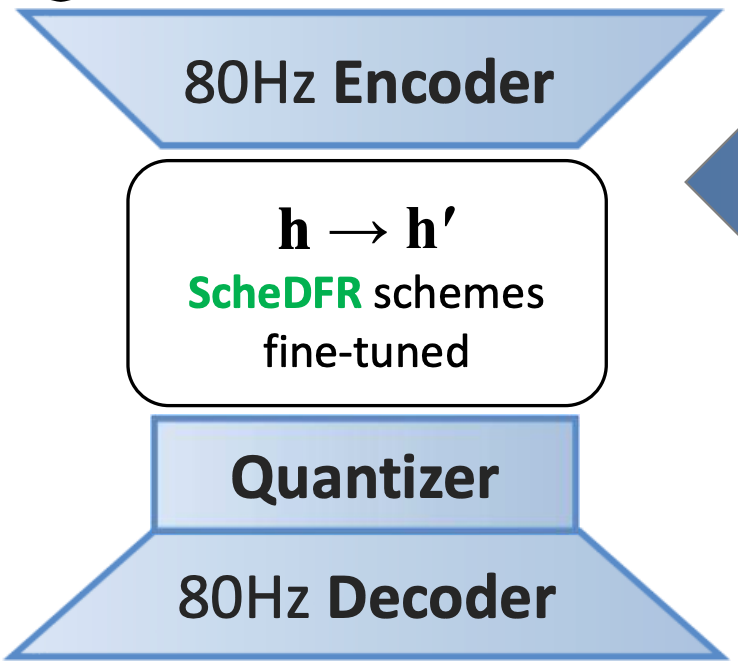 80Hz Encoder
h → h′
ScheDFR schemes
fine-tuned
Quantizer
80Hz Decoder